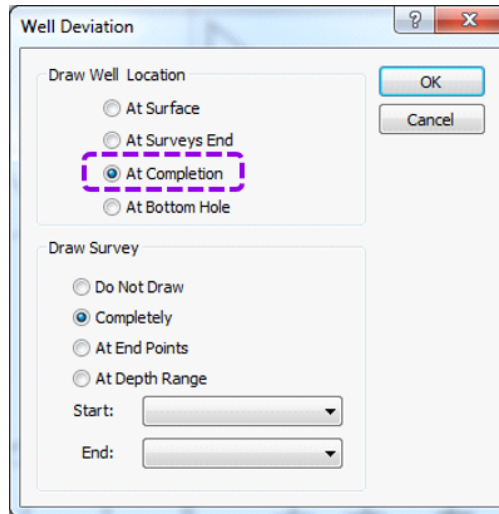 Well Deviation
Draw Well Location
At Surface
At Surveys End
At Completion
At Bottom Hole
OK
Cancel
Draw Survey
Do Not Draw
Completely
At End Points
At Depth Range
Start:
End: